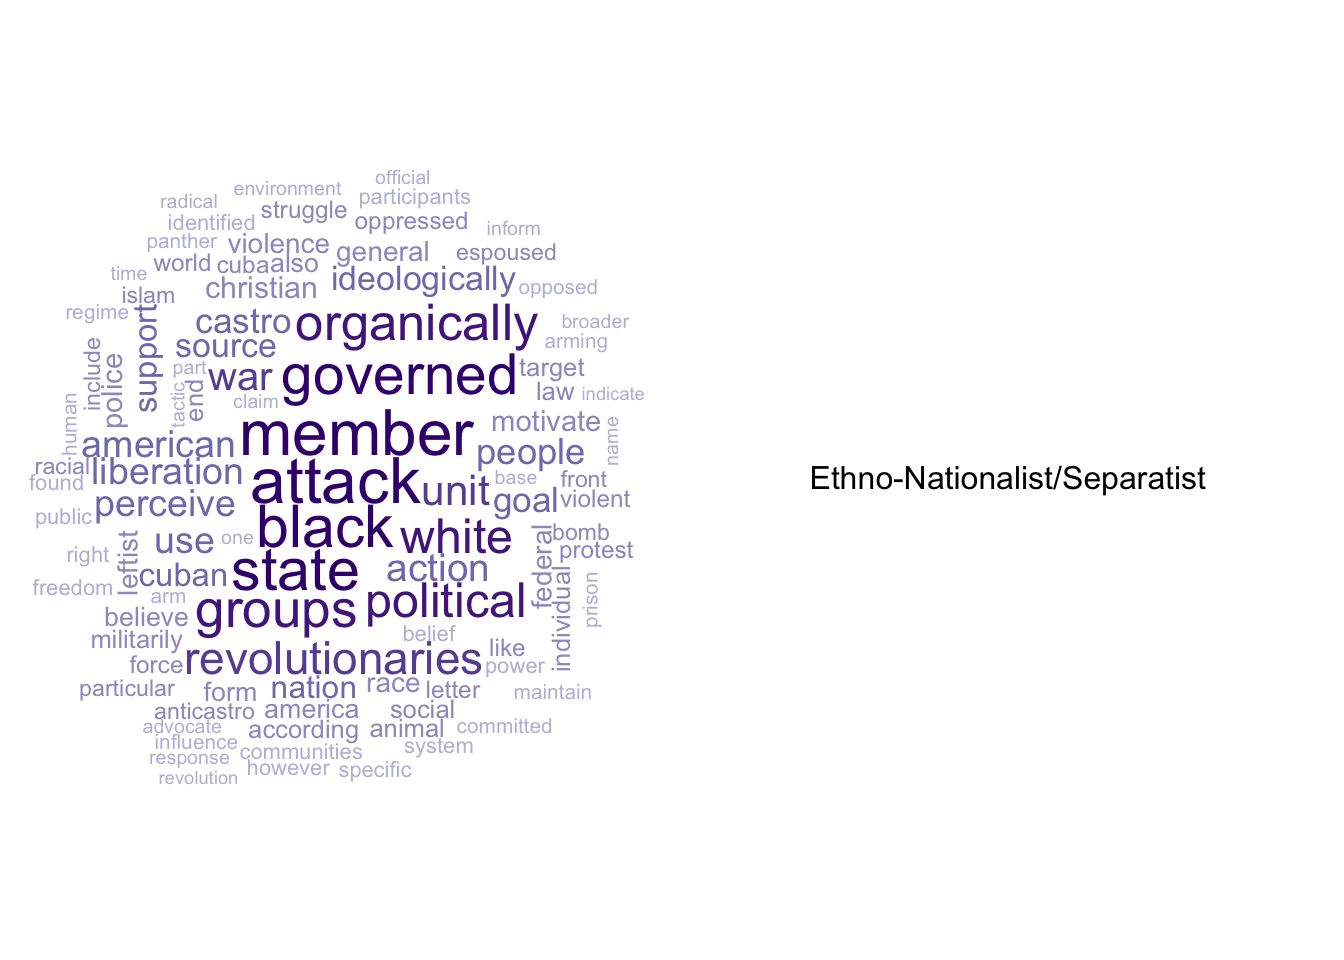 official
environment
radical
participants
struggle
identified
oppressed
inform
panther
violence
general
espoused
world
cuba
also
time
ideologically
christian
opposed
islam
regime
support
castro
organically
broader
arming
source
include
police
part
war
governed
target
tactic
end
claim
law
indicate
human
member
motivate
name
american
people
racial
liberation
attack
base
front
found
unit
goal
violent
perceive
public
black
white
one
use
bomb
protest
right
leftist
cuban
state
action
federal
freedom
arm
groups
political
individual
prison
believe
belief
militarily
like
force
revolutionaries
power
particular
form
nation
race
letter
maintain
anticastro
america
social
advocate
according
animal
committed
influence
communities
system
response
however
specific
revolution
Ethno-Nationalist/Separatist